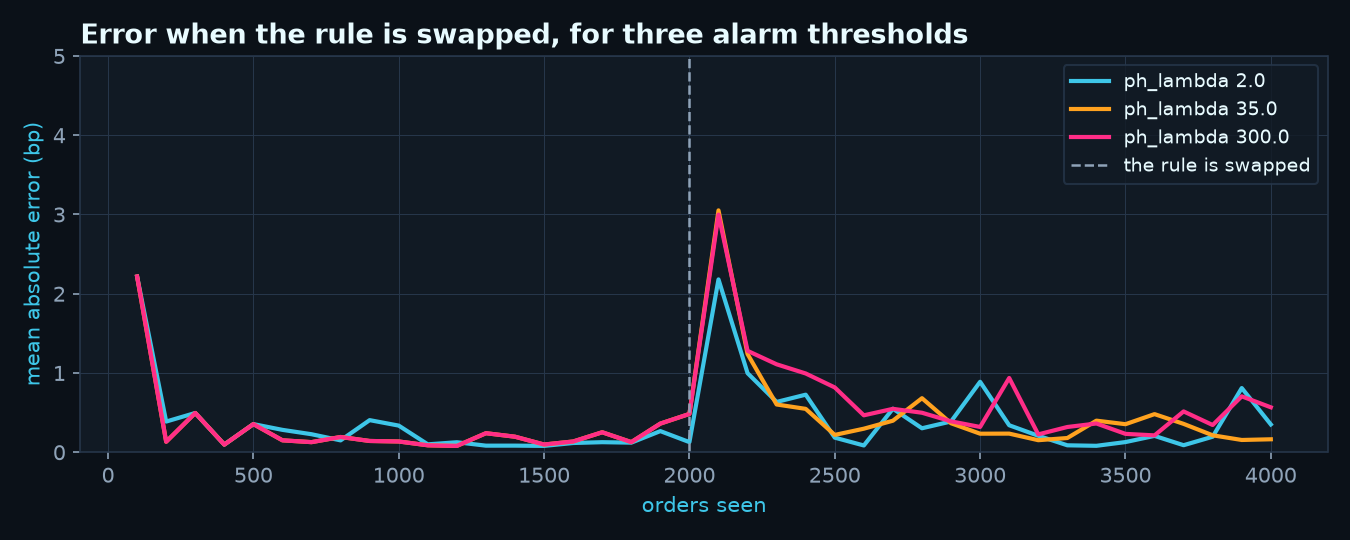 Error when the rule is swapped, for three alarm thresholds
mean absolute error (bp)
5
4
3
2
1
0
ph_lambda 2.0
ph_lambda 35.0
ph_lambda 300.0
the rule is swapped
0 500 1000 1500 2000 2500 3000 3500 4000
orders seen